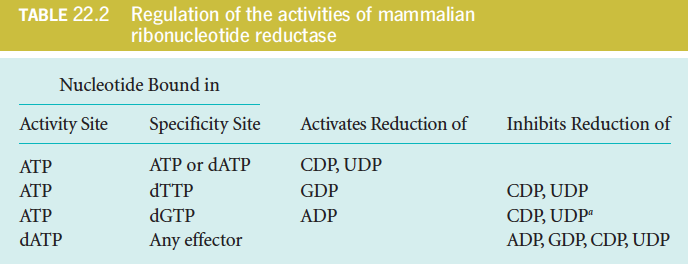 TABLE 22.2 Regulation of the activities of mammalian
ribonucleotide reductase
Nucleotide Bound in
Activity Site Specificity Site Activates Reduction of Inhibits Reduction of
ATP ATP or dATP CDP, UDP
ATP dTTP GDP CDP, UDP
ATP dGTP ADP CDP, UDPᵃ
dATP Any effector ADP, GDP, CDP, UDP